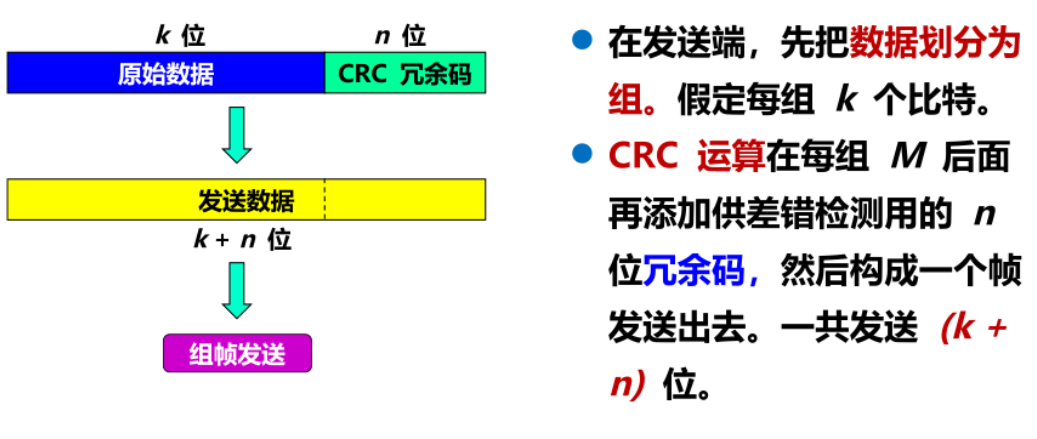 k 位 n 位
原始数据 CRC 冗余码
发送数据
k + n 位
组帧发送
● 在发送端，先把数据划分为
组。假定每组 k 个比特。
● CRC 运算在每组 M 后面
再添加供差错检测用的 n
位冗余码，然后构成一个帧
发送出去。一共发送 (k +
n) 位。